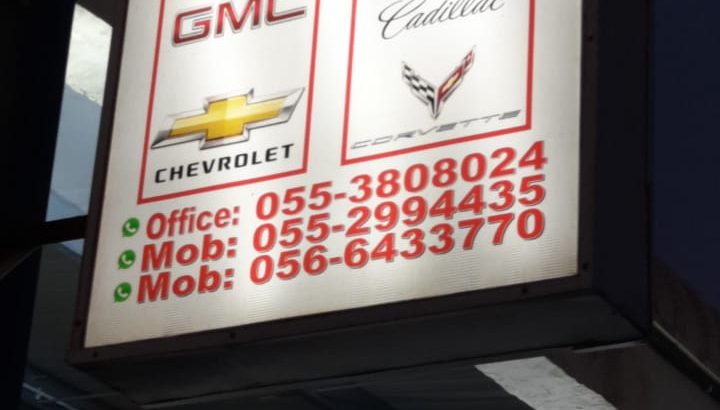 GMC
Cadillac
CHEVROLET
CORVETTE
Office: 055-3808024
Mob: 055-2994435
Mob: 056-6433770